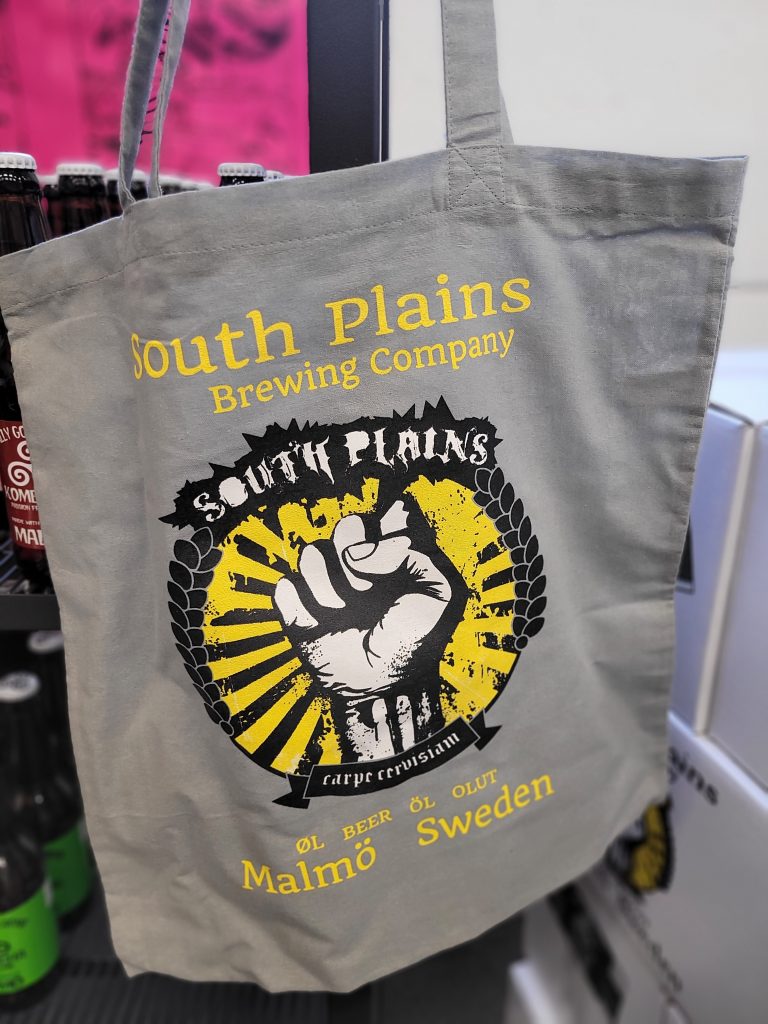 South Plains
Brewing Company
SOUTH PLAINS
carpe cervisiam
ØL BEER ÖL OLUT
Malmö Sweden